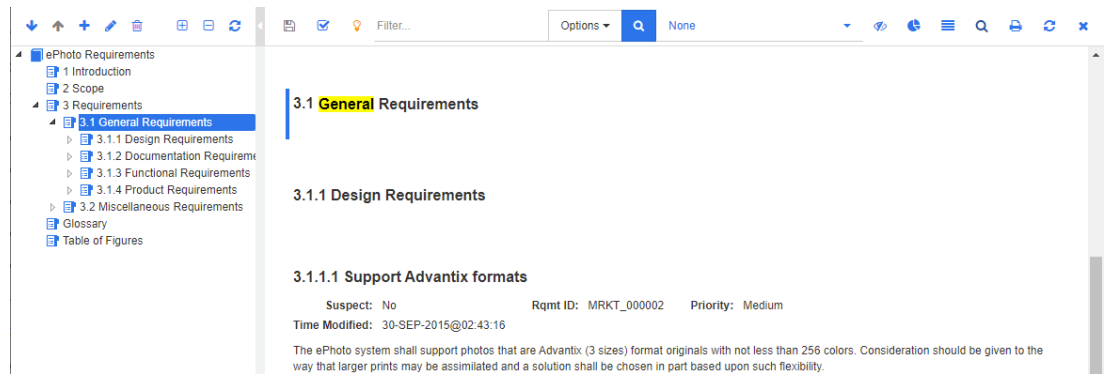 Filter...
Options
None
ePhoto Requirements
1 Introduction
2 Scope
3 Requirements
3.1 General Requirements
3.1.1 Design Requirements
3.1.2 Documentation Requireme
3.1.3 Functional Requirements
3.1.4 Product Requirements
3.2 Miscellaneous Requirements
Glossary
Table of Figures
3.1 General Requirements
3.1.1 Design Requirements
3.1.1.1 Support Advantix formats
Suspect: No Rqmt ID: MRKT_000002 Priority: Medium
Time Modified: 30-SEP-2015@02:43:16
The ePhoto system shall support photos that are Advantix (3 sizes) format originals with not less than 256 colors. Consideration should be given to the
way that larger prints may be assimilated and a solution shall be chosen in part based upon such flexibility.